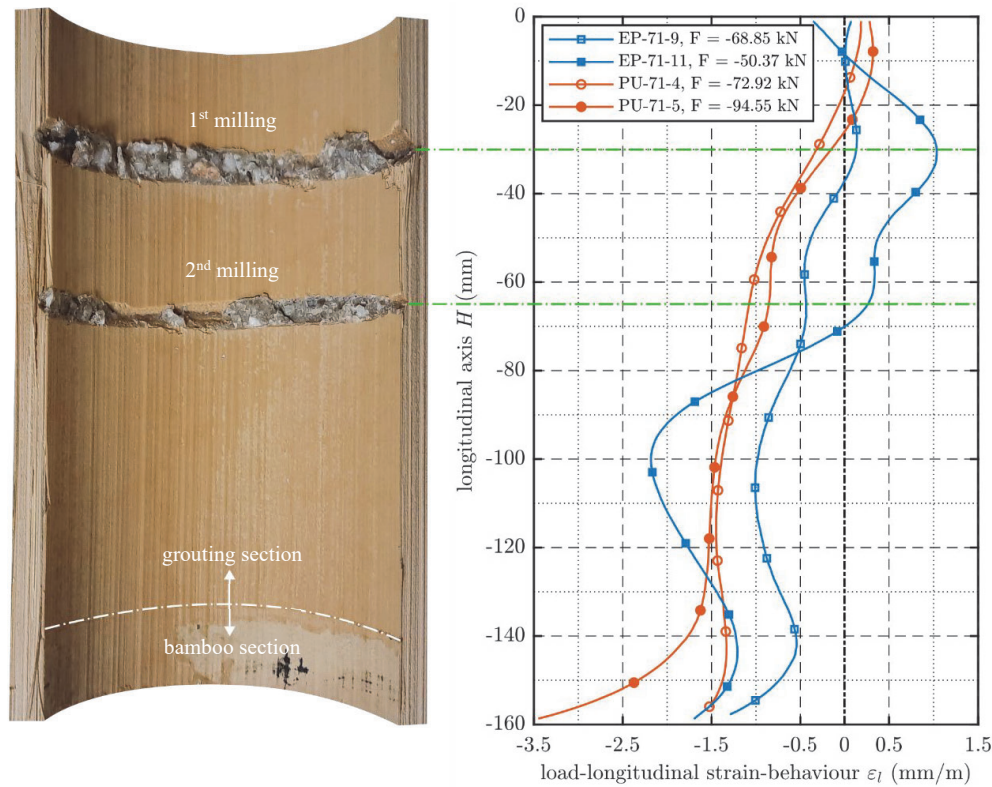 1st milling
2nd milling
grouting section
bamboo section
EP-71-9, F = -68.85 kN
EP-71-11, F = -50.37 kN
PU-71-4, F = -72.92 kN
PU-71-5, F = -94.55 kN
0
-20
-40
-60
-80
-100
-120
-140
-160
longitudinal axis H (mm)
-3.5
-2.5
-1.5
-0.5
0
0.5
1.5
load-longitudinal strain-behaviour εl (mm/m)